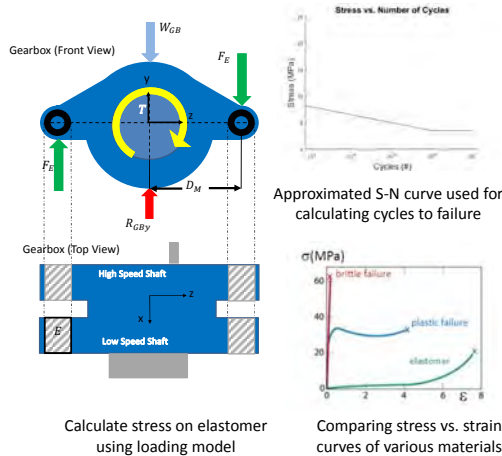 Gearbox (Front View)
W_GB
F_E
y
T
z
F_E
D_M
R_GBy
Gearbox (Top View)
High Speed Shaft
z
x
E
Low Speed Shaft
Calculate stress on elastomer
using loading model
Stress vs. Number of Cycles
Stress (MPa)
Cycles (#)
Approximated S-N curve used for
calculating cycles to failure
σ(MPa)
60
brittle failure
40
plastic failure
20
elastomer
0
0 2 4 6 8
ε
Comparing stress vs. strain
curves of various materials